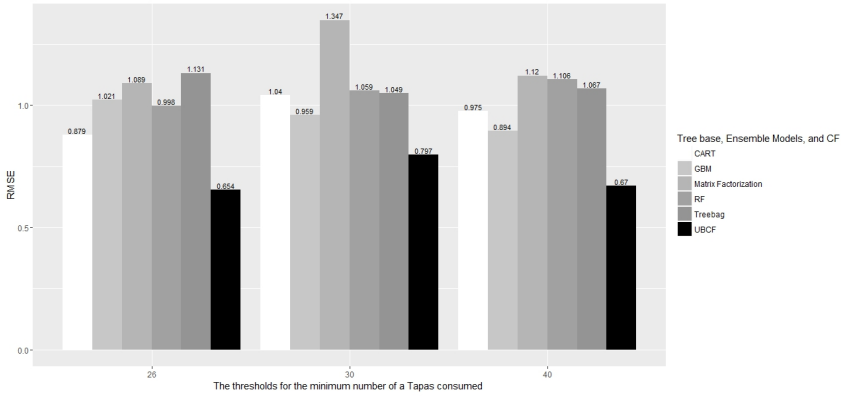 1.347
1.131
1.089
1.12
1.106
1.021
1.04
1.059
1.049
1.067
0.998
0.959
0.975
1.0
0.879
0.894
0.797
0.654
0.67
0.5
0.0
RMSE
26
30
40
The thresholds for the minimum number of a Tapas consumed
Tree base, Ensemble Models, and CF
CART
GBM
Matrix Factorization
RF
Treebag
UBCF